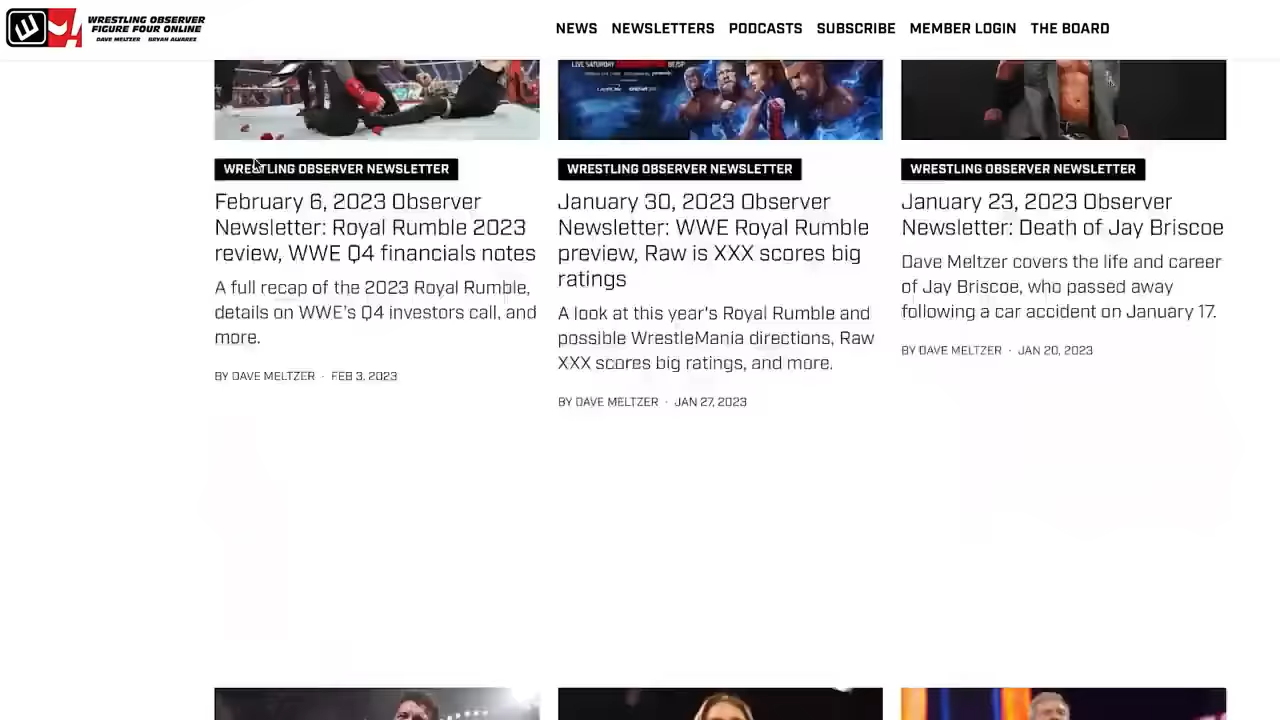 WRESTLING OBSERVER
FIGURE FOUR ONLINE
DAVE MELTZER BRYAN ALVAREZ
NEWS NEWSLETTERS PODCASTS SUBSCRIBE MEMBER LOGIN THE BOARD
LIVE SATURDAY
WRESTLING OBSERVER NEWSLETTER
February 6, 2023 Observer
Newsletter: Royal Rumble 2023
review, WWE Q4 financials notes
A full recap of the 2023 Royal Rumble,
details on WWE's Q4 investors call, and
more.
BY DAVE MELTZER · FEB 3, 2023
WRESTLING OBSERVER NEWSLETTER
January 30, 2023 Observer
Newsletter: WWE Royal Rumble
preview, Raw is XXX scores big
ratings
A look at this year's Royal Rumble and
possible WrestleMania directions, Raw
XXX scores big ratings, and more.
BY DAVE MELTZER · JAN 27, 2023
WRESTLING OBSERVER NEWSLETTER
January 23, 2023 Observer
Newsletter: Death of Jay Briscoe
Dave Meltzer covers the life and career
of Jay Briscoe, who passed away
following a car accident on January 17.
BY DAVE MELTZER · JAN 20, 2023